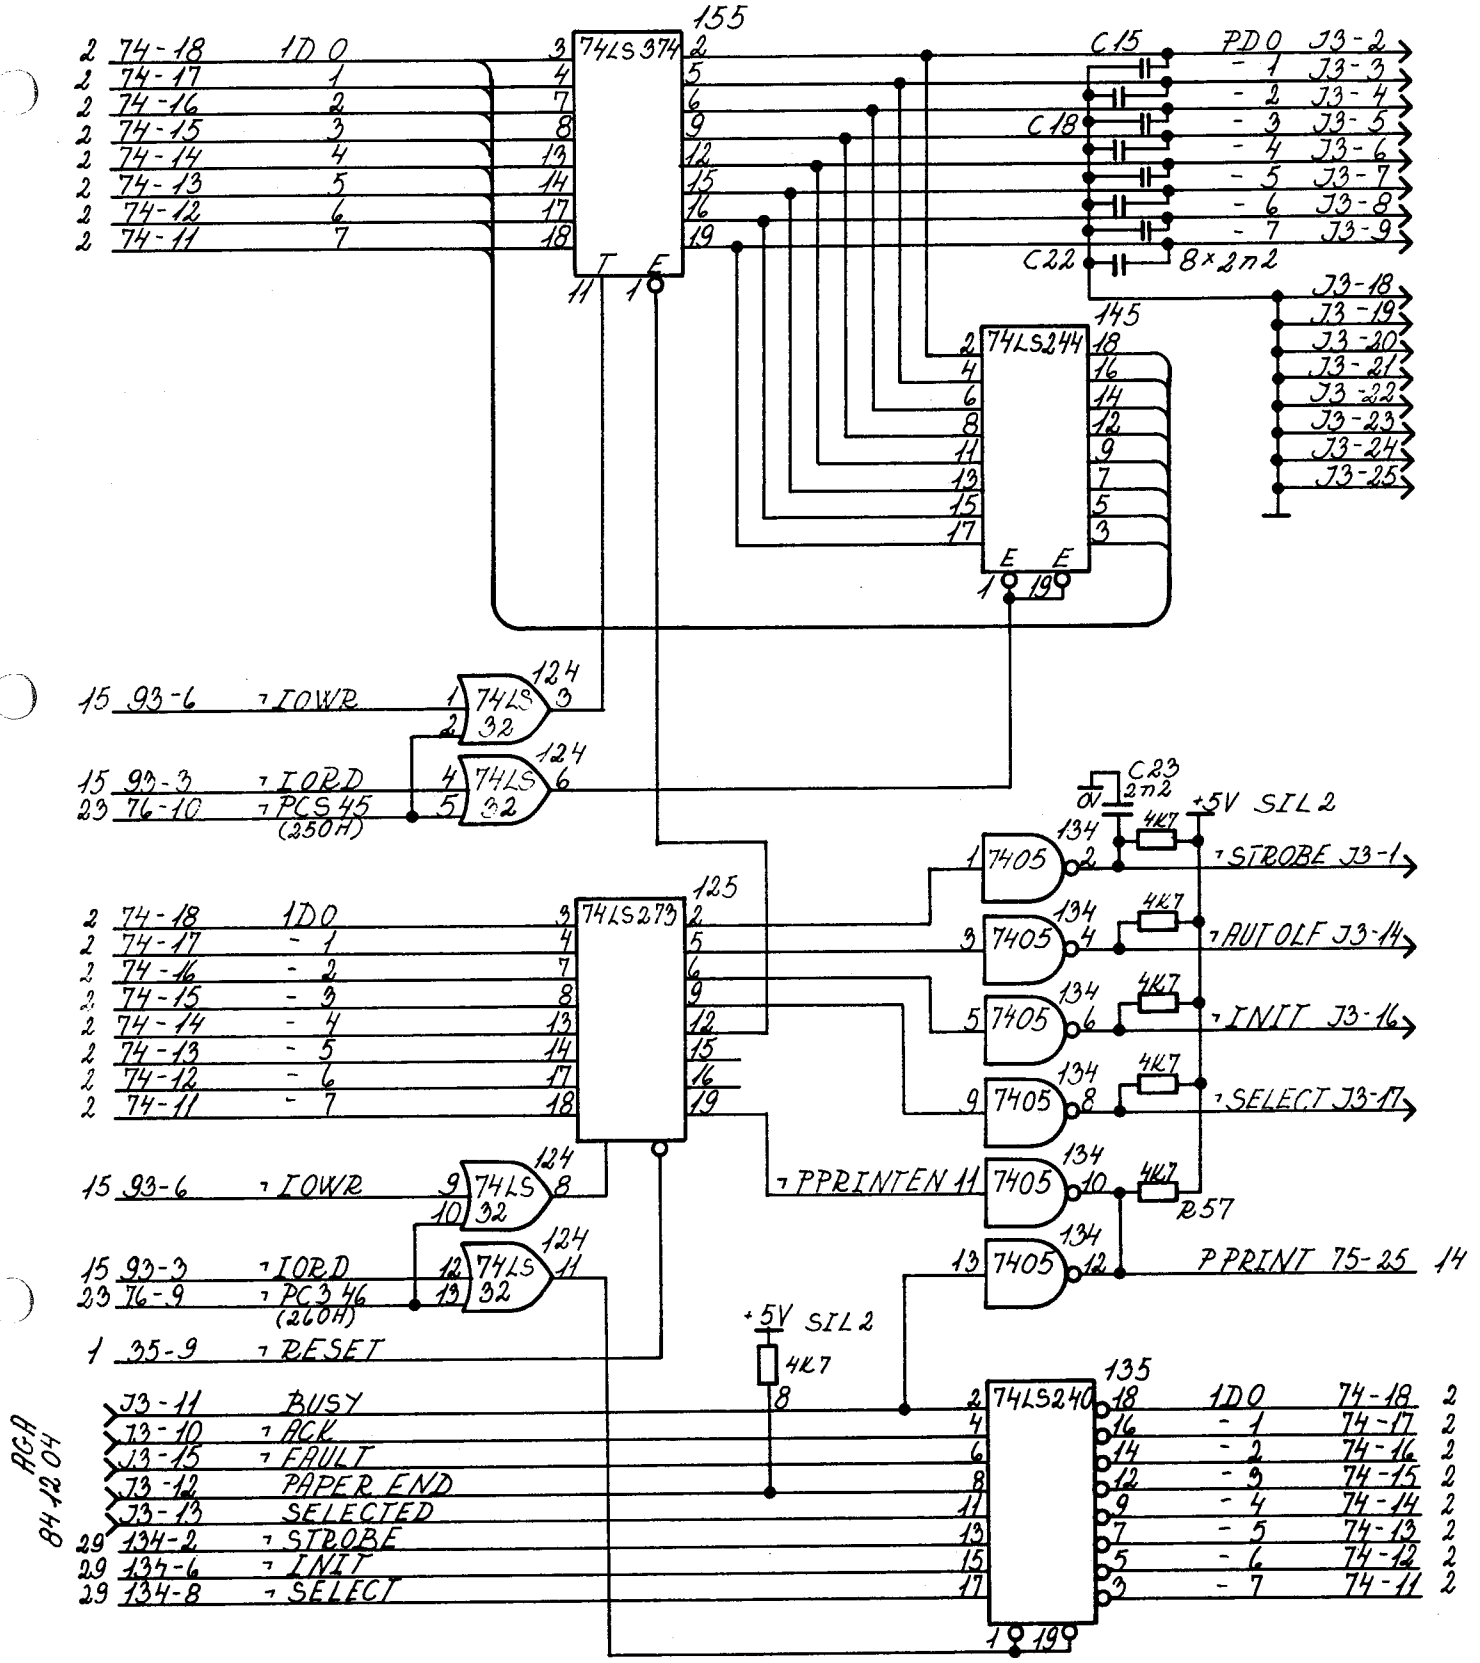 155
2 74-18 1D0 3 74LS374 2 C15 PD0 J3-2
2 74-17 1 4 5 - 1 J3-3
2 74-16 2 7 6 - 2 J3-4
2 74-15 3 8 9 C18 - 3 J3-5
2 74-14 4 13 12 - 4 J3-6
2 74-13 5 14 15 - 5 J3-7
2 74-12 6 17 16 - 6 J3-8
2 74-11 7 18 19 - 7 J3-9
T E C22 8×2n2
11 1 J3-18
145 J3-19
2 74LS244 18 J3-20
4 16 J3-21
6 14 J3-22
8 12 J3-23
11 9 J3-24
13 7 J3-25
15 5
17 3
E E
1 19
124
15 93-6 ¬IOWR 1 74LS 3
2 32
124
15 93-3 ¬IORD 4 74LS 6
23 76-10 ¬PCS45 5 32
(250H)
C23
0V 2n2
+5V SIL2
134 4K7
1 7405 2 ¬STROBE J3-1
125
2 74-18 1D0 3 74LS273 2
134 4K7
2 74-17 - 1 4 5 3 7405 4 ¬AUTOLF J3-14
2 74-16 - 2 7 6
2 74-15 - 3 8 9
134 4K7
2 74-14 - 4 13 12 5 7405 6 ¬INIT J3-16
2 74-13 - 5 14 15
2 74-12 - 6 17 16
134 4K7
2 74-11 - 7 18 19 9 7405 8 ¬SELECT J3-17
124
15 93-6 ¬IOWR 9 74LS 8
10 32
134 4K7
¬PPRINTEN 11 7405 10
R57
124
15 93-3 ¬IORD 12 74LS 11
23 76-9 ¬PC346 13 32
(260H)
134
13 7405 12 PPRINT 75-25 14
1 35-9 ¬RESET
+5V SIL2
4K7
8
135
J3-11 BUSY 2 74LS240 18 1D0 74-18 2
J3-10 ¬ACK 4 16 - 1 74-17 2
J3-15 ¬FAULT 6 14 - 2 74-16 2
J3-12 PAPER END 8 12 - 3 74-15 2
J3-13 SELECTED 11 9 - 4 74-14 2
29 134-2 ¬STROBE 13 7 - 5 74-13 2
29 134-6 ¬INIT 15 5 - 6 74-12 2
29 134-8 ¬SELECT 17 3 - 7 74-11 2
1 19
AGA
84 12 04